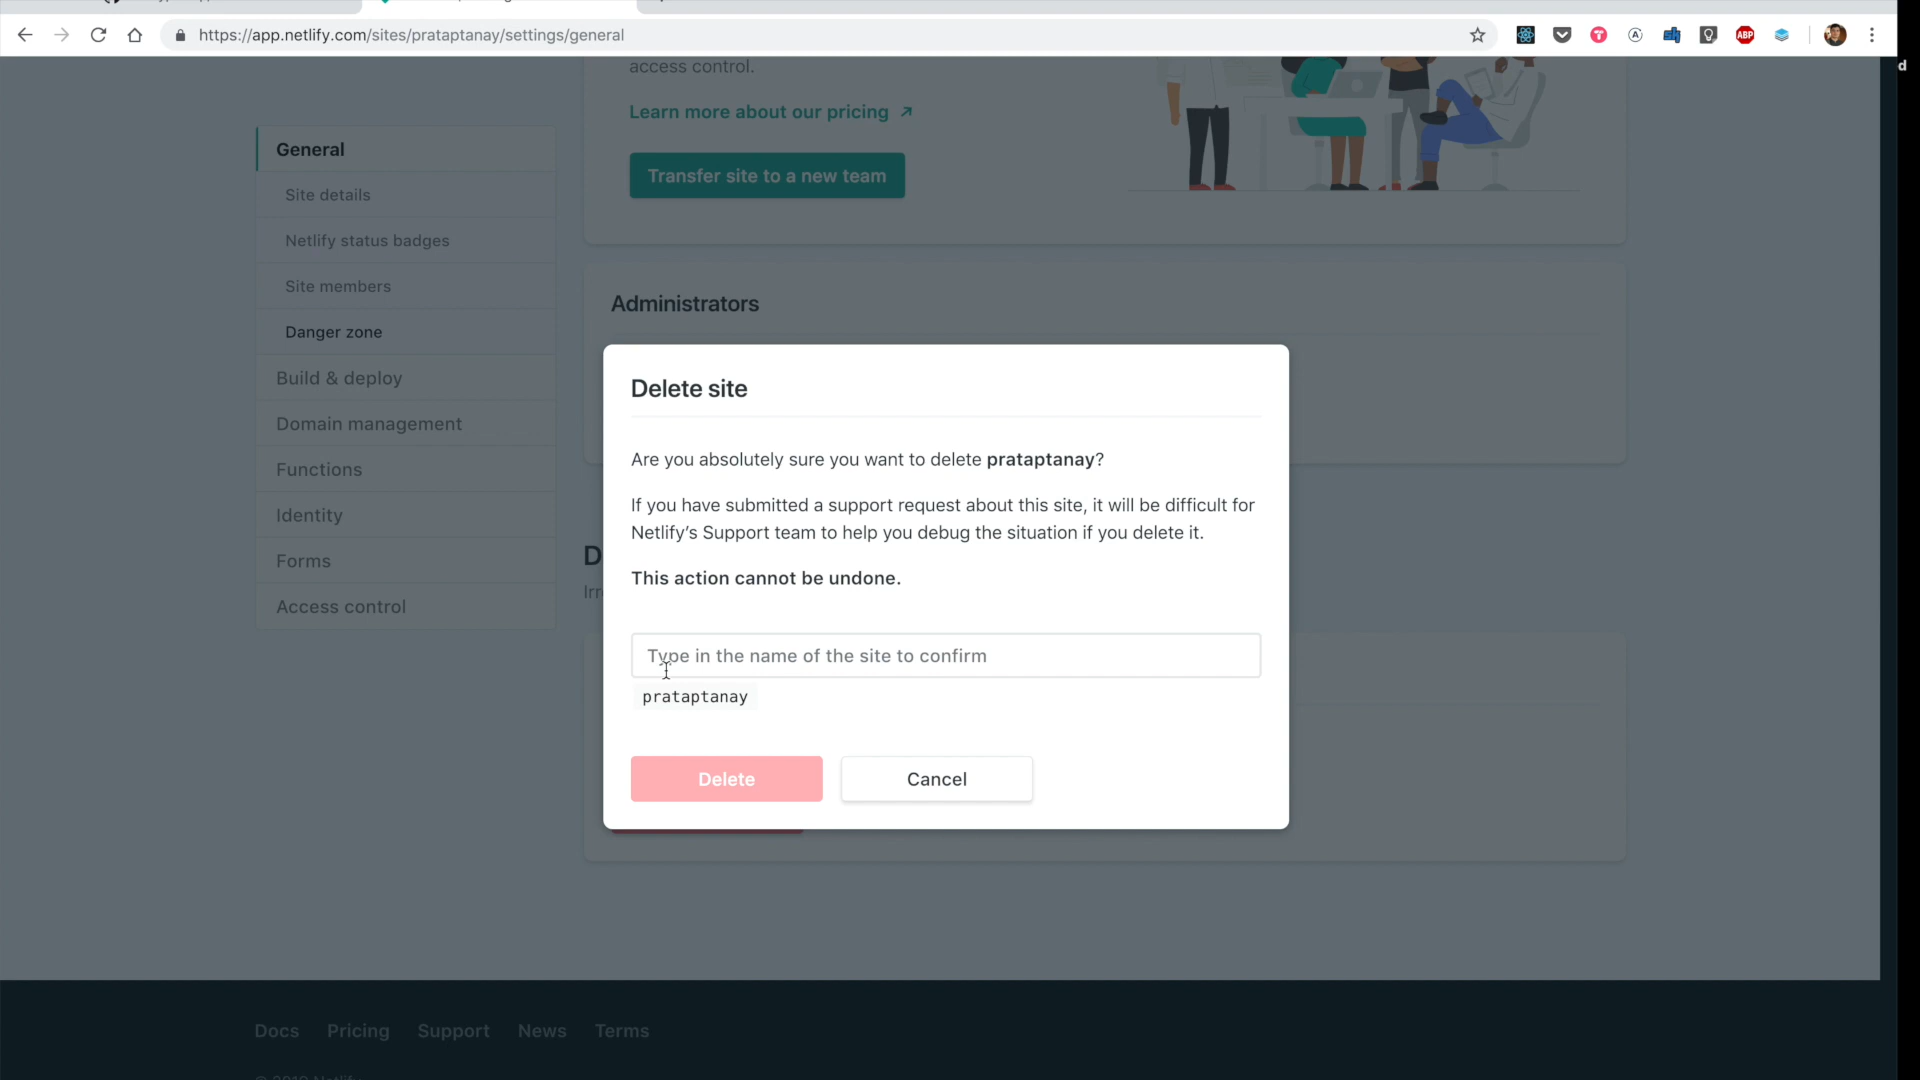 https://app.netlify.com/sites/prataptanay/settings/general
ABP
d
access control.
Learn more about our pricing
Transfer site to a new team
General
Site details
Netlify status badges
Site members
Danger zone
Build & deploy
Domain management
Functions
Identity
Forms
Access control
Administrators
D
Irr
Delete site
Are you absolutely sure you want to delete prataptanay?
If you have submitted a support request about this site, it will be difficult for
Netlify’s Support team to help you debug the situation if you delete it.
This action cannot be undone.
Type in the name of the site to confirm
prataptanay
Delete
Cancel
Docs
Pricing
Support
News
Terms